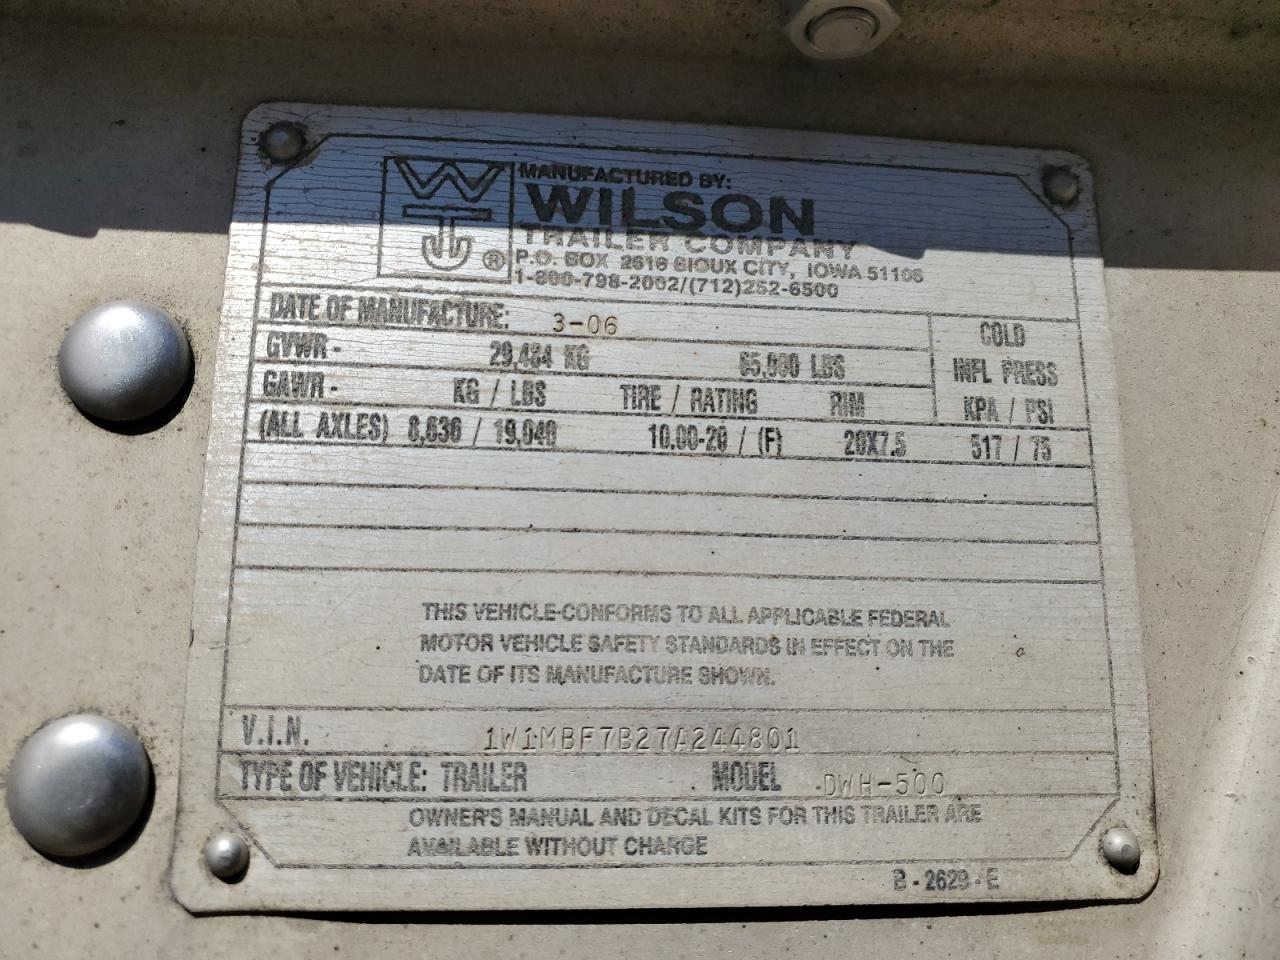 MANUFACTURED BY:
WILSON
TRAILER COMPANY
P.O. BOX 2616 SIOUX CITY, IOWA 51106
1-800-798-2002/(712)252-6500
DATE OF MANUFACTURE: 3-06
GVWR - 29,484 KG 65,000 LBS
GAWR - KG / LBS TIRE / RATING RIM
COLD
INFL PRESS
KPA / PSI
(ALL AXLES) 8,636 / 19,040 10.00-20 / (F) 20X7.5 517 / 75
THIS VEHICLE CONFORMS TO ALL APPLICABLE FEDERAL
MOTOR VEHICLE SAFETY STANDARDS IN EFFECT ON THE
DATE OF ITS MANUFACTURE SHOWN.
V.I.N. 1W1MBF7B27A244801
TYPE OF VEHICLE: TRAILER MODEL DWH-500
OWNER'S MANUAL AND DECAL KITS FOR THIS TRAILER ARE
AVAILABLE WITHOUT CHARGE
B - 2629 - E